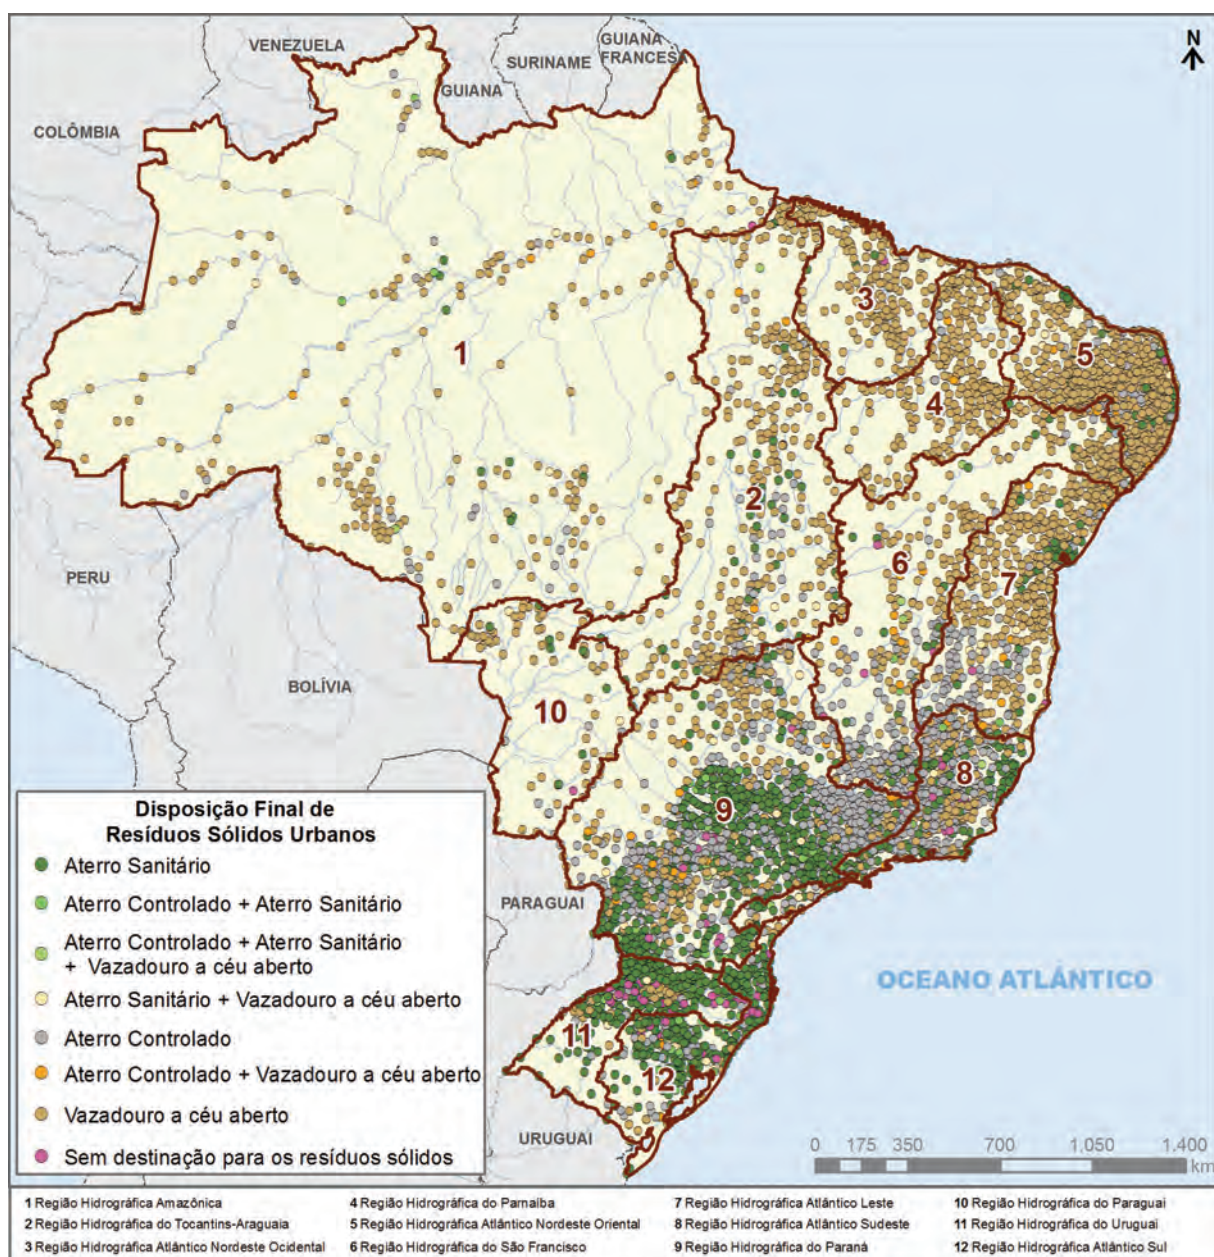 VENEZUELA
GUIANA
FRANCESA
SURINAME
GUIANA
COLÔMBIA
N
1
2
3
4
5
6
7
8
9
10
11
12
PERU
BOLÍVIA
PARAGUAI
URUGUAI
OCEANO ATLÁNTICO
Disposição Final de
Resíduos Sólidos Urbanos
Aterro Sanitário
Aterro Controlado + Aterro Sanitário
Aterro Controlado + Aterro Sanitário
+ Vazadouro a céu aberto
Aterro Sanitário + Vazadouro a céu aberto
Aterro Controlado
Aterro Controlado + Vazadouro a céu aberto
Vazadouro a céu aberto
Sem destinação para os resíduos sólidos
0 175 350 700 1.050 1.400
km
1 Região Hidrográfica Amazônica
2 Região Hidrográfica do Tocantins-Araguaia
3 Região Hidrográfica Atlântico Nordeste Ocidental
4 Região Hidrográfica do Parnaíba
5 Região Hidrográfica Atlântico Nordeste Oriental
6 Região Hidrográfica do São Francisco
7 Região Hidrográfica Atlântico Leste
8 Região Hidrográfica Atlântico Sudeste
9 Região Hidrográfica do Paraná
10 Região Hidrográfica do Paraguai
11 Região Hidrográfica do Uruguai
12 Região Hidrográfica Atlântico Sul